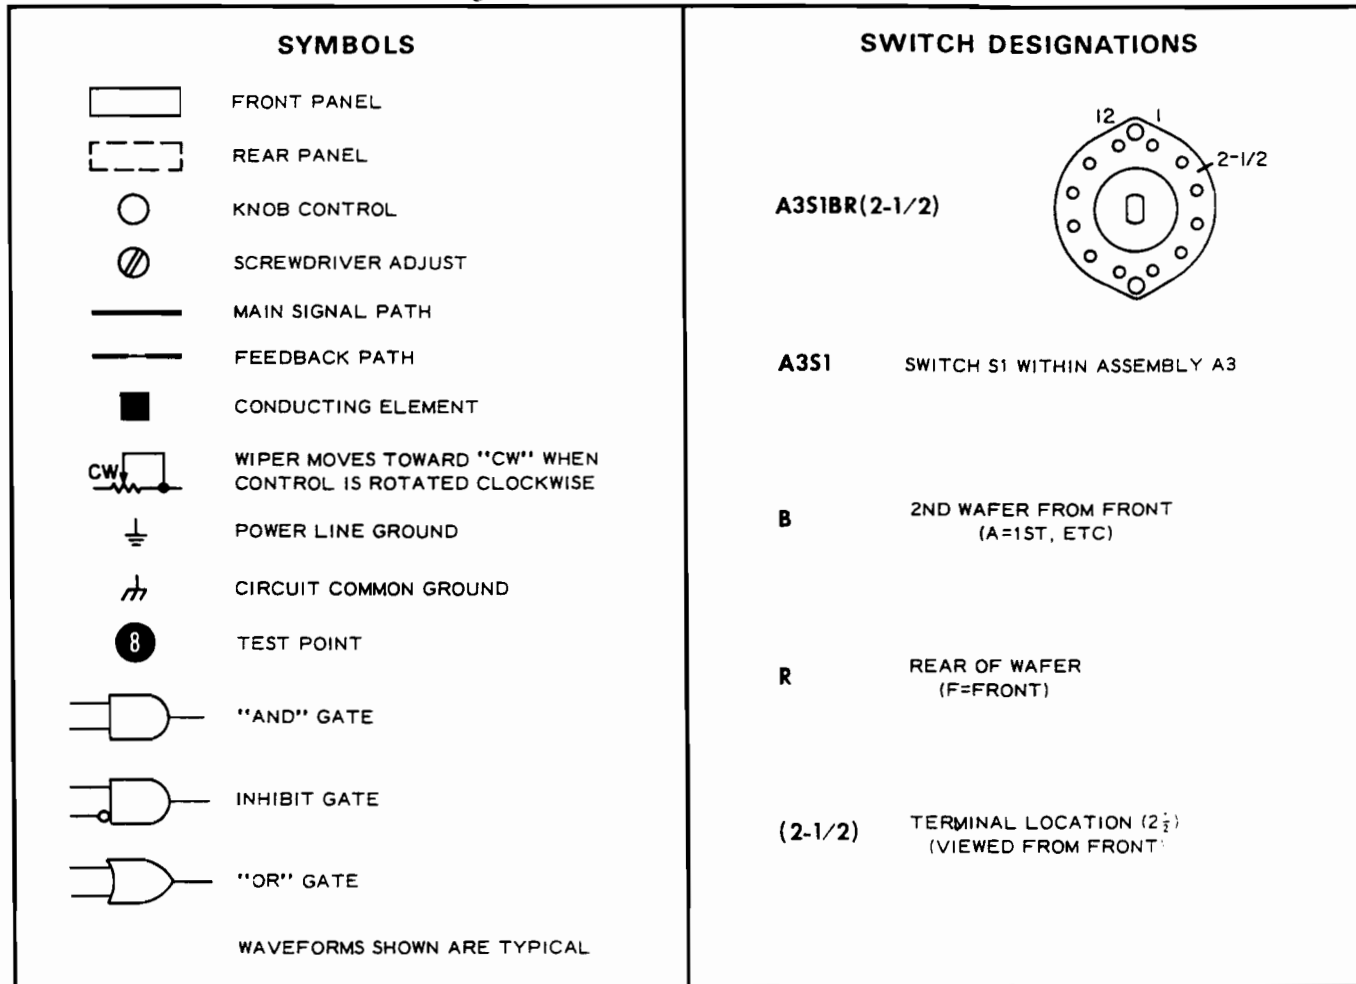 SYMBOLS
FRONT PANEL
REAR PANEL
KNOB CONTROL
SCREWDRIVER ADJUST
MAIN SIGNAL PATH
FEEDBACK PATH
CONDUCTING ELEMENT
CW
WIPER MOVES TOWARD "CW" WHEN
CONTROL IS ROTATED CLOCKWISE
POWER LINE GROUND
CIRCUIT COMMON GROUND
8
TEST POINT
"AND" GATE
INHIBIT GATE
"OR" GATE
WAVEFORMS SHOWN ARE TYPICAL
SWITCH DESIGNATIONS
12 1
2-1/2
A3S1BR(2-1/2)
A3S1 SWITCH S1 WITHIN ASSEMBLY A3
B 2ND WAFER FROM FRONT
(A=1ST, ETC)
R REAR OF WAFER
(F=FRONT)
(2-1/2) TERMINAL LOCATION (2½)
(VIEWED FROM FRONT)